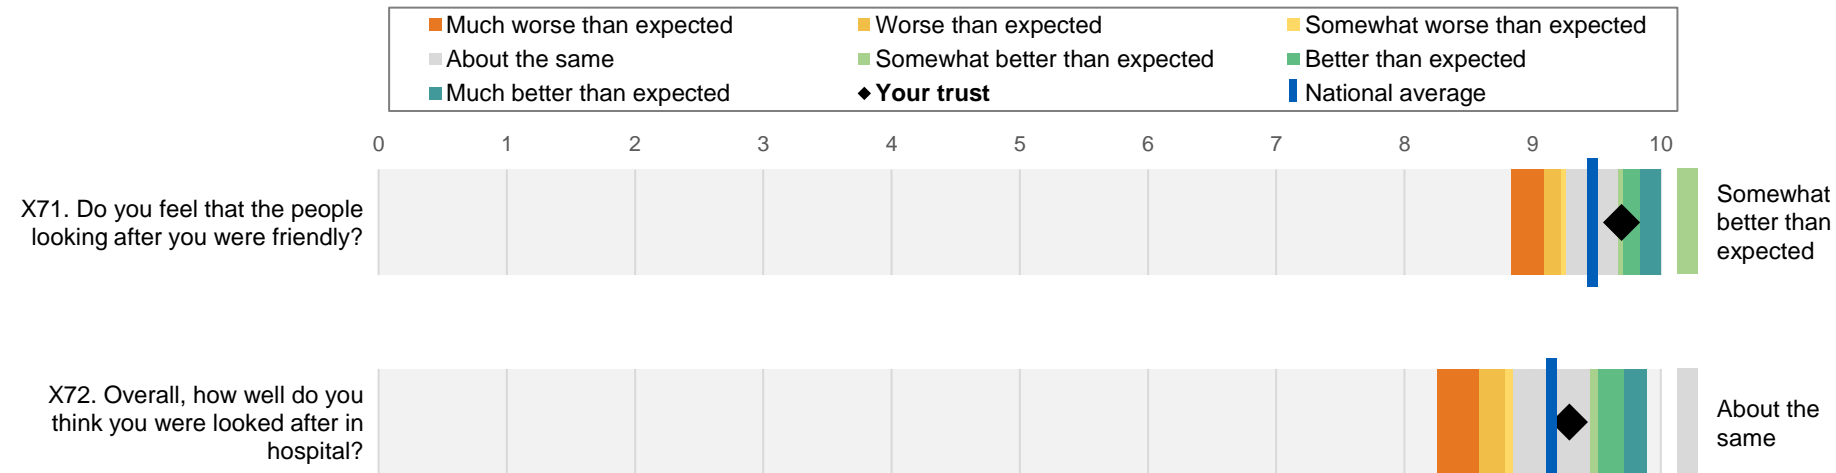 Much worse than expected
Worse than expected
Somewhat worse than expected
About the same
Somewhat better than expected
Better than expected
Much better than expected
Your trust
National average
0 1 2 3 4 5 6 7 8 9 10
X71. Do you feel that the people
looking after you were friendly?
Somewhat
better than
expected
X72. Overall, how well do you
think you were looked after in
hospital?
About the
same